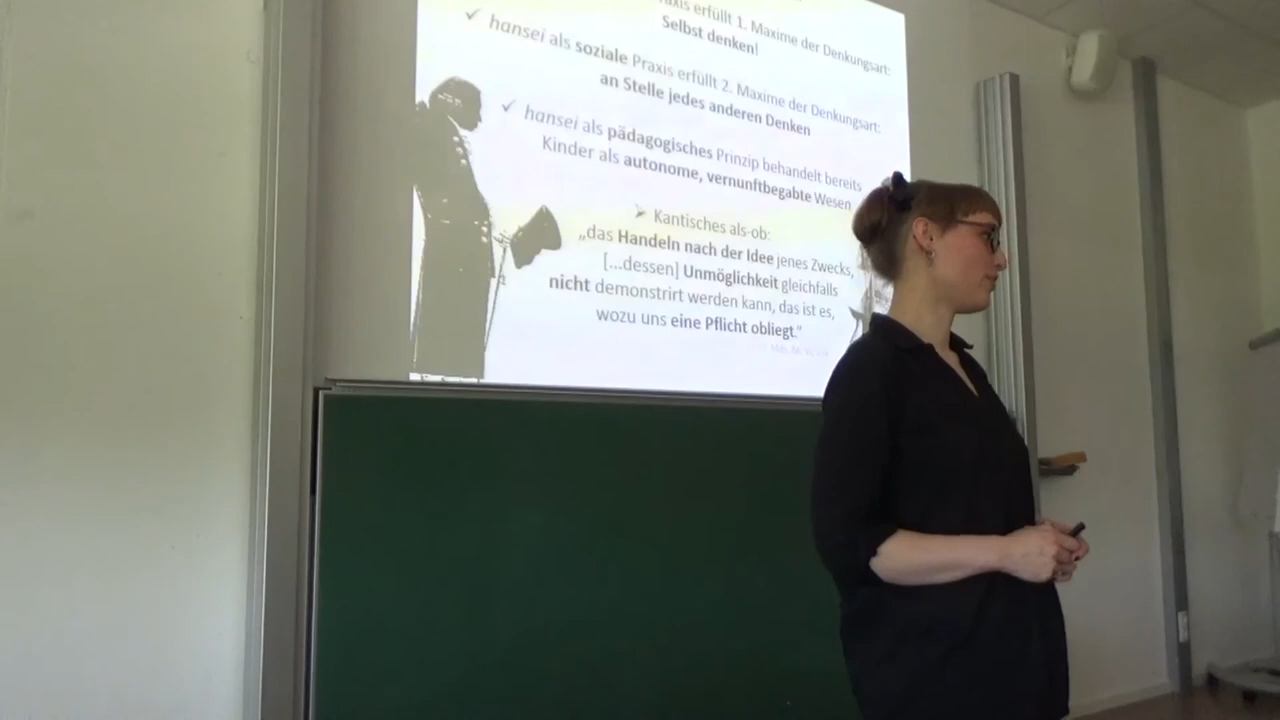 Praxis erfüllt 1. Maxime der Denkungsart:
Selbst denken!
✓ hansei als soziale Praxis erfüllt 2. Maxime der Denkungsart:
an Stelle jedes anderen Denken
✓ hansei als pädagogisches Prinzip behandelt bereits
Kinder als autonome, vernunftbegabte Wesen
➢ Kantisches als-ob:
„das Handeln nach der Idee jenes Zwecks,
[...dessen] Unmöglichkeit gleichfalls
nicht demonstrirt werden kann, das ist es,
wozu uns eine Pflicht obliegt."